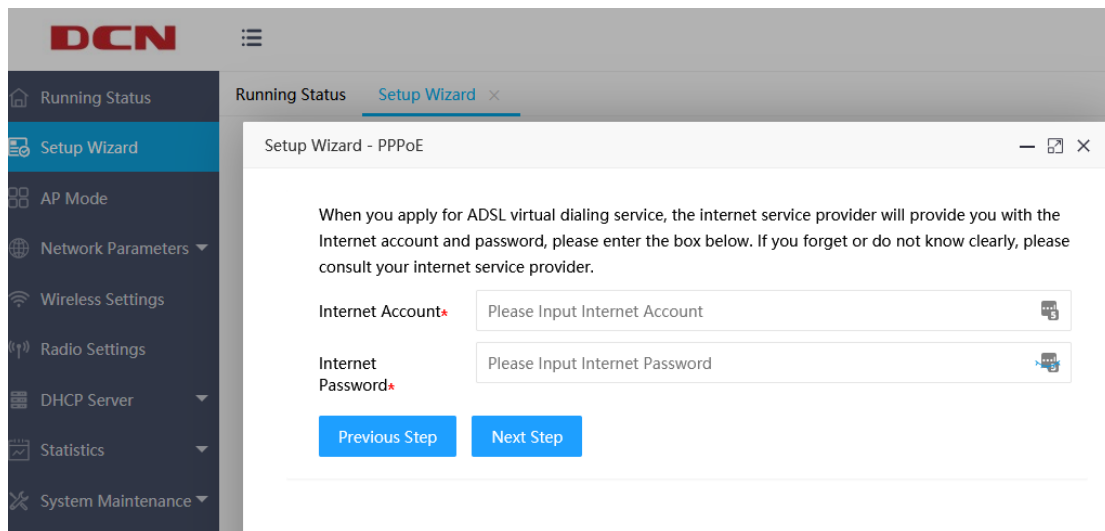 DCN
Running Status
Setup Wizard
AP Mode
Network Parameters
Wireless Settings
Radio Settings
DHCP Server
Statistics
System Maintenance
Running Status Setup Wizard
Setup Wizard - PPPoE
When you apply for ADSL virtual dialing service, the internet service provider will provide you with the
Internet account and password, please enter the box below. If you forget or do not know clearly, please
consult your internet service provider.
Internet Account* Please Input Internet Account
Internet
Password* Please Input Internet Password
Previous Step Next Step